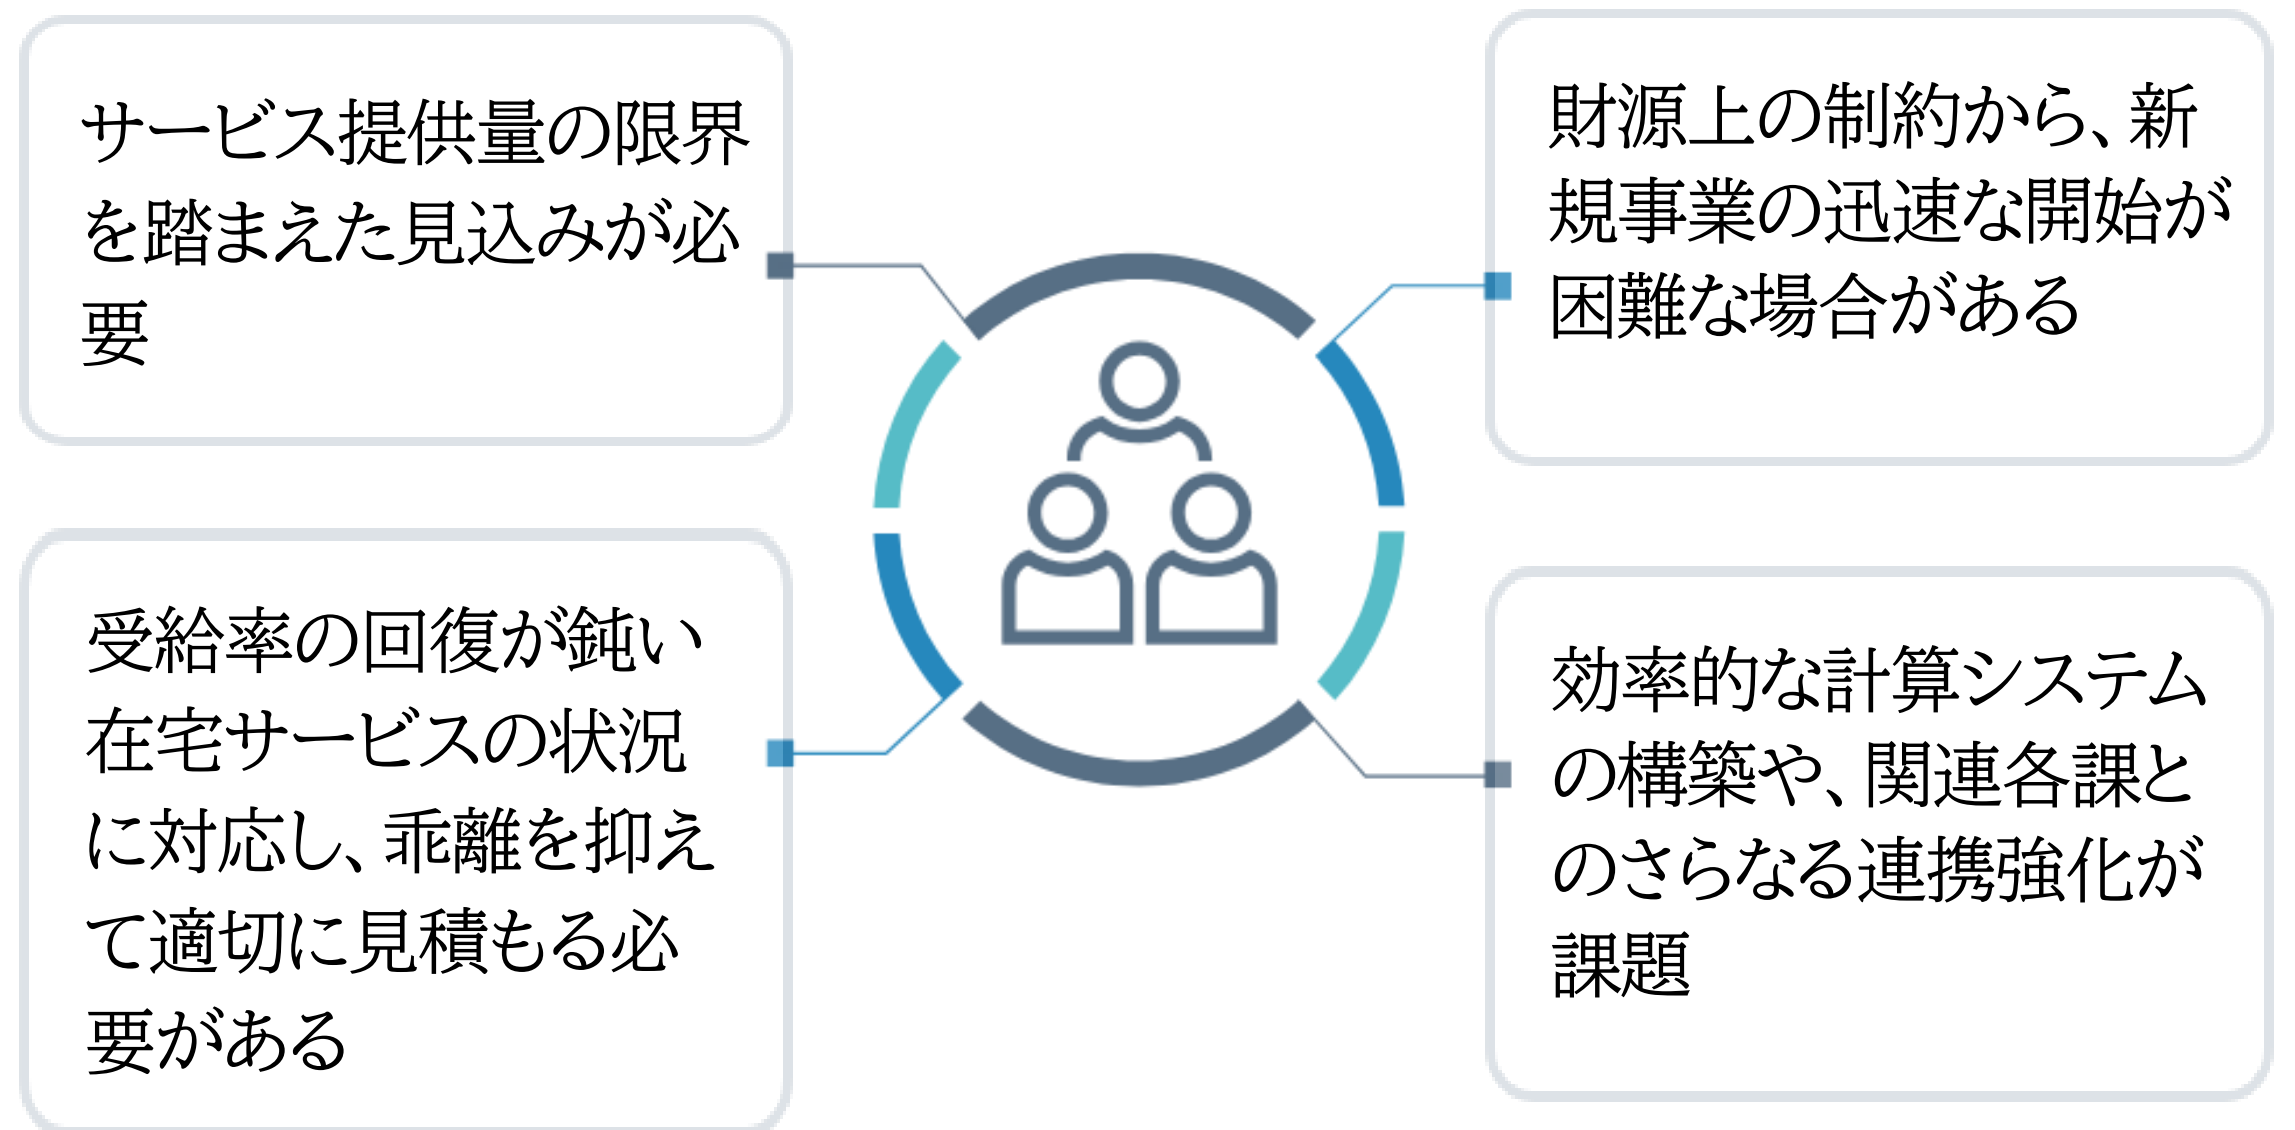 サービス提供量の限界
を踏まえた見込みが必
要
財源上の制約から、新
規事業の迅速な開始が
困難な場合がある
受給率の回復が鈍い
在宅サービスの状況
に対応し、乖離を抑え
て適切に見積もる必
要がある
効率的な計算システム
の構築や、関連各課と
のさらなる連携強化が
課題